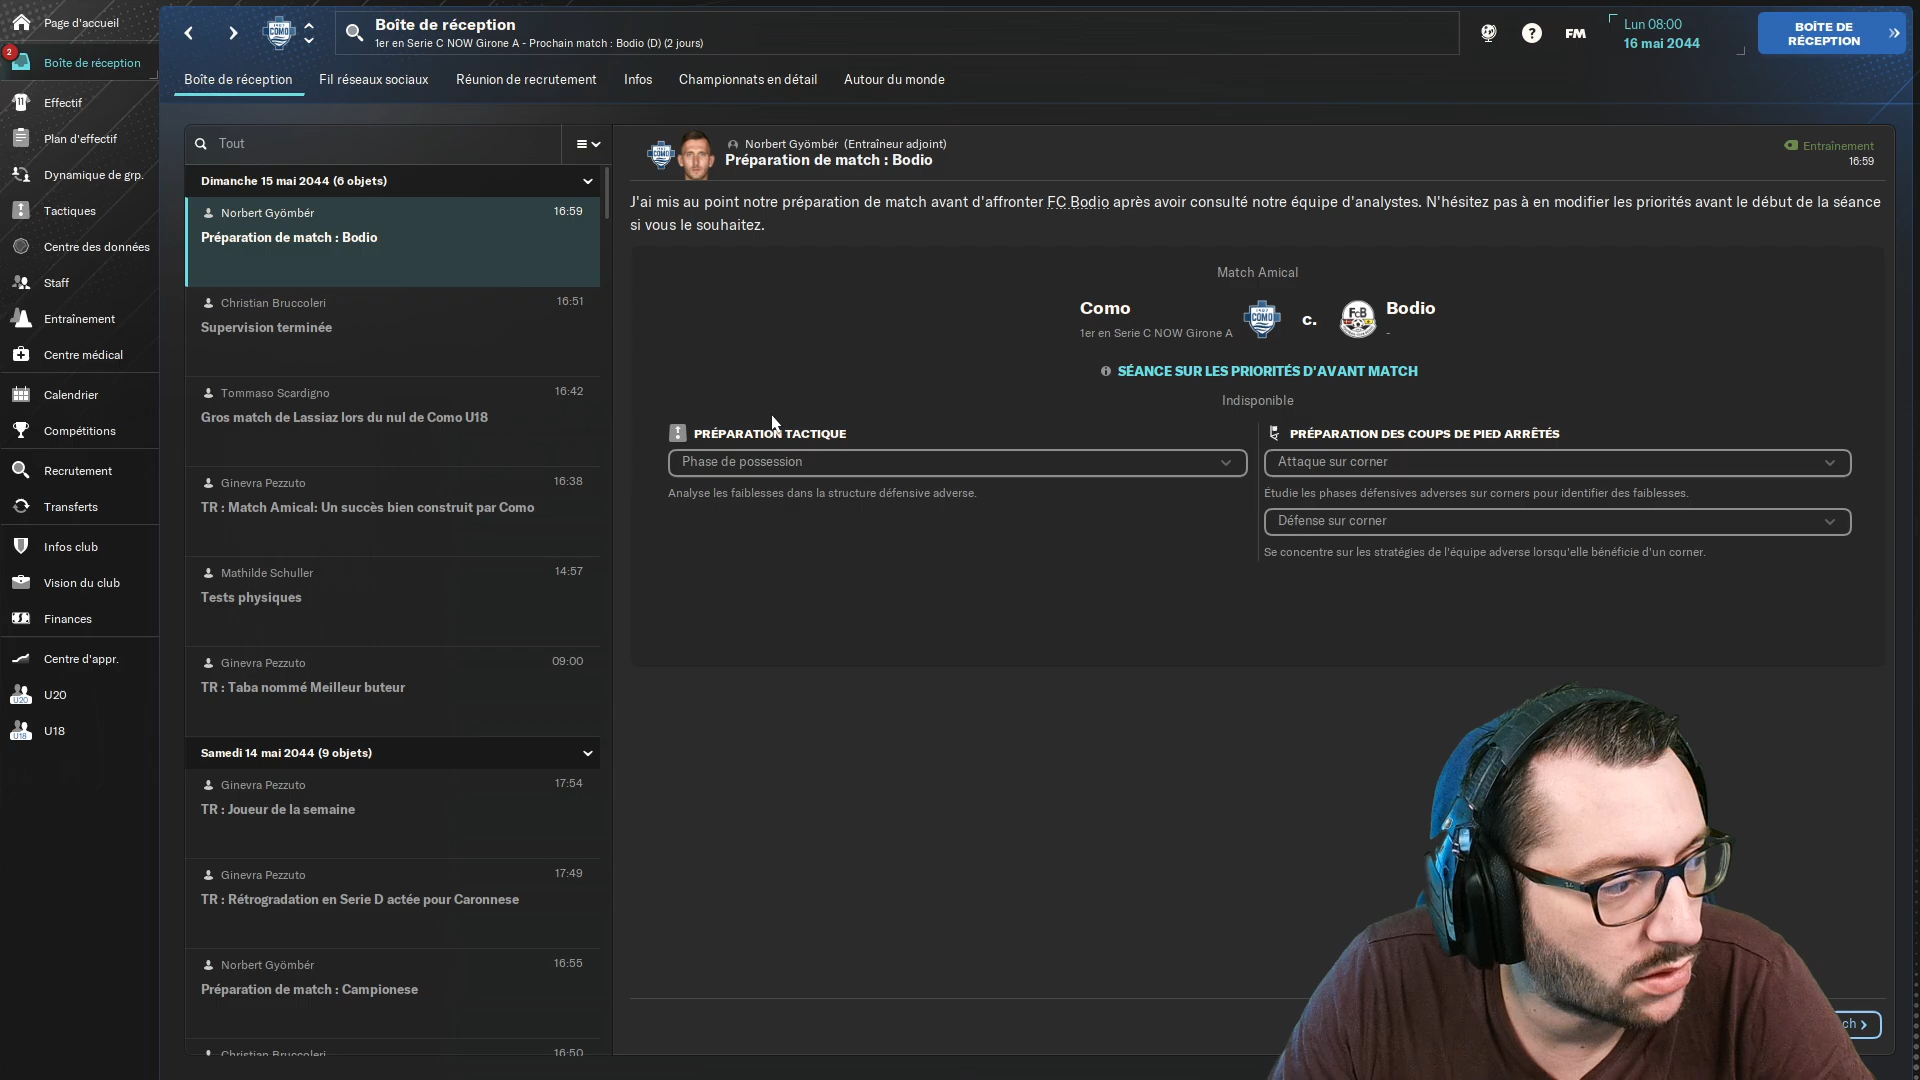 Page d'accueil
2
Boîte de réception
Effectif
Plan d'effectif
Dynamique de grp.
Tactiques
Centre des données
Staff
Entraînement
Centre médical
Calendrier
Compétitions
Recrutement
Transferts
Infos club
Vision du club
Finances
Centre d'appr.
U20
U20
U18
U18
COMO
Boîte de réception
1er en Serie C NOW Girone A - Prochain match : Bodio (D) (2 jours)
FM
Lun 08:00
16 mai 2044
BOÎTE DE
RÉCEPTION
Boîte de réception
Fil réseaux sociaux
Réunion de recrutement
Infos
Championnats en détail
Autour du monde
Tout
Dimanche 15 mai 2044 (6 objets)
Norbert Gyömbér 16:59
Préparation de match : Bodio
Christian Bruccoleri 16:51
Supervision terminée
Tommaso Scardigno 16:42
Gros match de Lassiaz lors du nul de Como U18
Ginevra Pezzuto 16:38
TR : Match Amical: Un succès bien construit par Como
Mathilde Schuller 14:57
Tests physiques
Ginevra Pezzuto 09:00
TR : Taba nommé Meilleur buteur
Samedi 14 mai 2044 (9 objets)
Ginevra Pezzuto 17:54
TR : Joueur de la semaine
Ginevra Pezzuto 17:49
TR : Rétrogradation en Serie D actée pour Caronnese
Norbert Gyömbér 16:55
Préparation de match : Campionese
Christian Bruccoleri 16:50
COMO
Norbert Gyömbér (Entraîneur adjoint)
Préparation de match : Bodio
Entraînement
16:59
J'ai mis au point notre préparation de match avant d'affronter FC Bodio après avoir consulté notre équipe d'analystes. N'hésitez pas à en modifier les priorités avant le début de la séance
si vous le souhaitez.
Match Amical
Como
1er en Serie C NOW Girone A
COMO
c.
FcB
Bodio
-
SÉANCE SUR LES PRIORITÉS D'AVANT MATCH
Indisponible
PRÉPARATION TACTIQUE
Phase de possession
Analyse les faiblesses dans la structure défensive adverse.
PRÉPARATION DES COUPS DE PIED ARRÊTÉS
Attaque sur corner
Étudie les phases défensives adverses sur corners pour identifier des faiblesses.
Défense sur corner
Se concentre sur les stratégies de l'équipe adverse lorsqu'elle bénéficie d'un corner.
ch